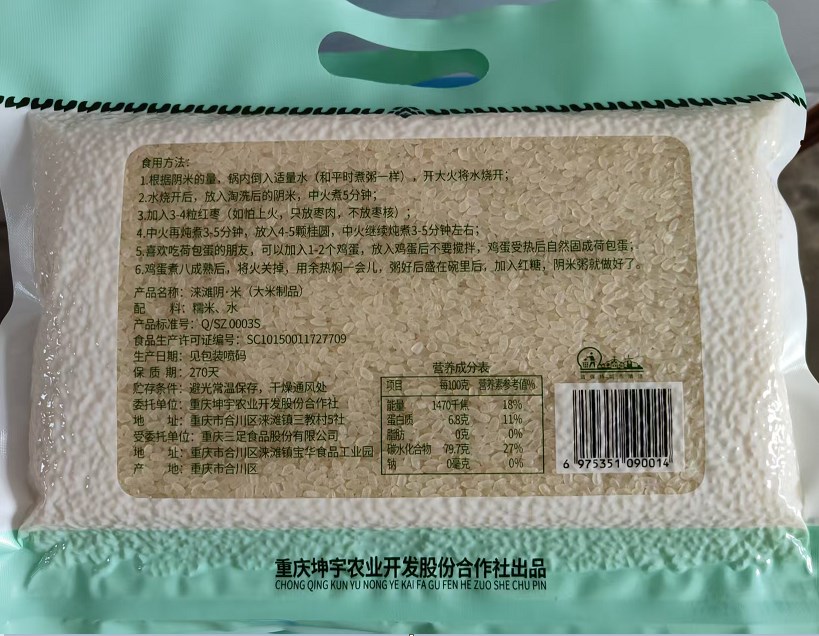 食用方法:
1.根据阴米的量，锅内倒入适量水（和平时煮粥一样），开大火将水烧开；
2.水烧开后，放入淘洗后的阴米，中火煮5分钟；
3.加入3-4粒红枣（如怕上火，只放枣肉，不放枣核）；
4.中火再炖煮3-5分钟，放入4-5颗桂圆，中火继续炖煮3-5分钟左右；
5.喜欢吃荷包蛋的朋友，可以加入1-2个鸡蛋，放入鸡蛋后不要搅拌，鸡蛋受热后自然固成荷包蛋；
6.鸡蛋煮八成熟后，将火关掉，用余热焖一会儿，粥好后盛在碗里后，加入红糖，阴米粥就做好了。
产品名称：涞滩阴·米（大米制品）
配 料：糯米、水
产品标准号：Q/SZ.0003S
食品生产许可证编号：SC10150011727709
生产日期：见包装喷码
保 质 期：270天
贮存条件：避光常温保存，干燥通风处
委托单位：重庆坤宇农业开发股份合作社
地 址：重庆市合川区涞滩镇三教村5社
受委托单位：重庆三足食品股份有限公司
地 址：重庆市合川区涞滩镇宝华食品工业园
产 地：重庆市合川区
营养成分表
项目 每100克 营养素参考值%
能量 1470千焦 18%
蛋白质 6.8克 11%
脂肪 0克 0%
碳水化合物 79.7克 27%
钠 0毫克 0%
6 975351 090014
重庆坤宇农业开发股份合作社出品
CHONG QING KUN YU NONG YE KAI FA GU FEN HE ZUO SHE CHU PIN